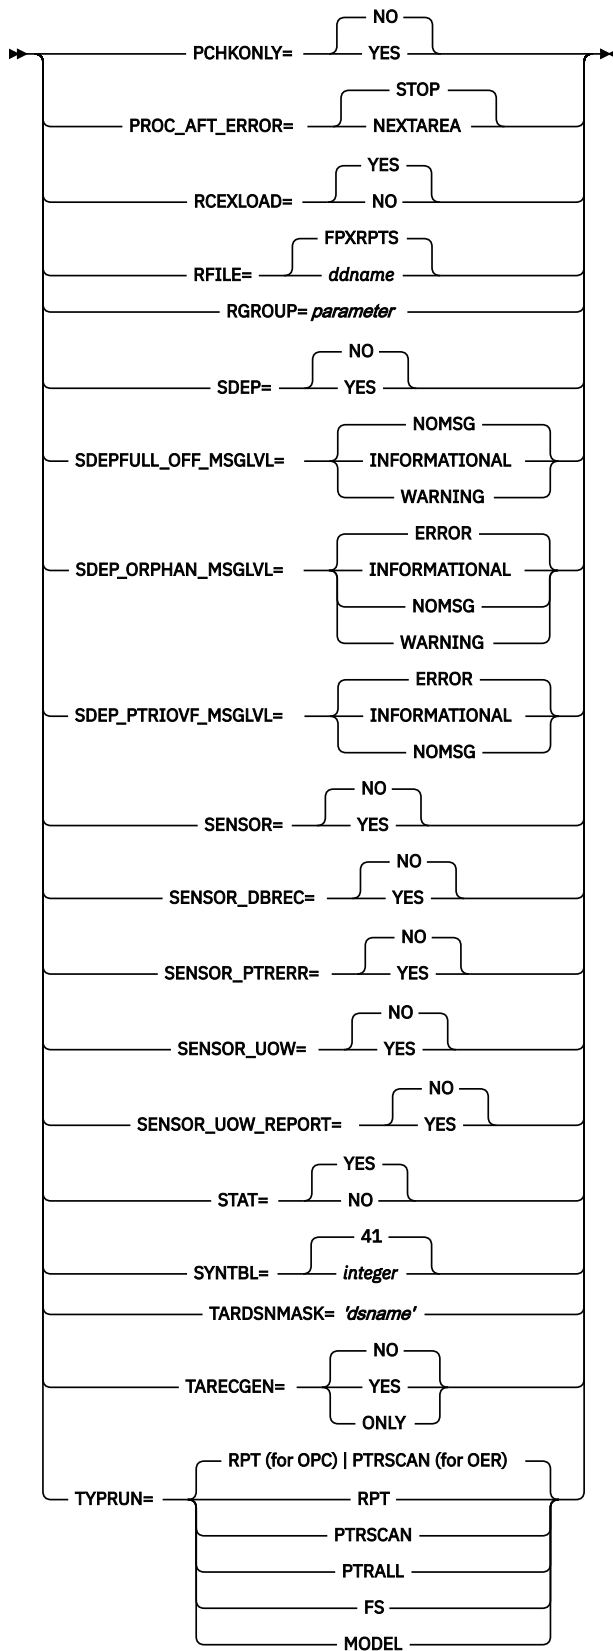 NO
PCHKONLY= YES
STOP
PROC_AFT_ERROR= NEXTAREA
YES
RCEXLOAD= NO
FPXRPTS
RFILE= ddname
RGROUP= parameter
NO
SDEP= YES
NOMSG
SDEPFULL_OFF_MSGLVL= INFORMATIONAL
WARNING
ERROR
SDEP_ORPHAN_MSGLVL= INFORMATIONAL
NOMSG
WARNING
ERROR
SDEP_PTRIOVF_MSGLVL= INFORMATIONAL
NOMSG
NO
SENSOR= YES
NO
SENSOR_DBREC= YES
NO
SENSOR_PTRERR= YES
NO
SENSOR_UOW= YES
NO
SENSOR_UOW_REPORT= YES
YES
STAT= NO
41
SYNTBL= integer
TARDSNMASK= 'dsname'
NO
TARECGEN= YES
ONLY
RPT (for OPC) | PTRSCAN (for OER)
TYPRUN= RPT
PTRSCAN
PTRALL
FS
MODEL